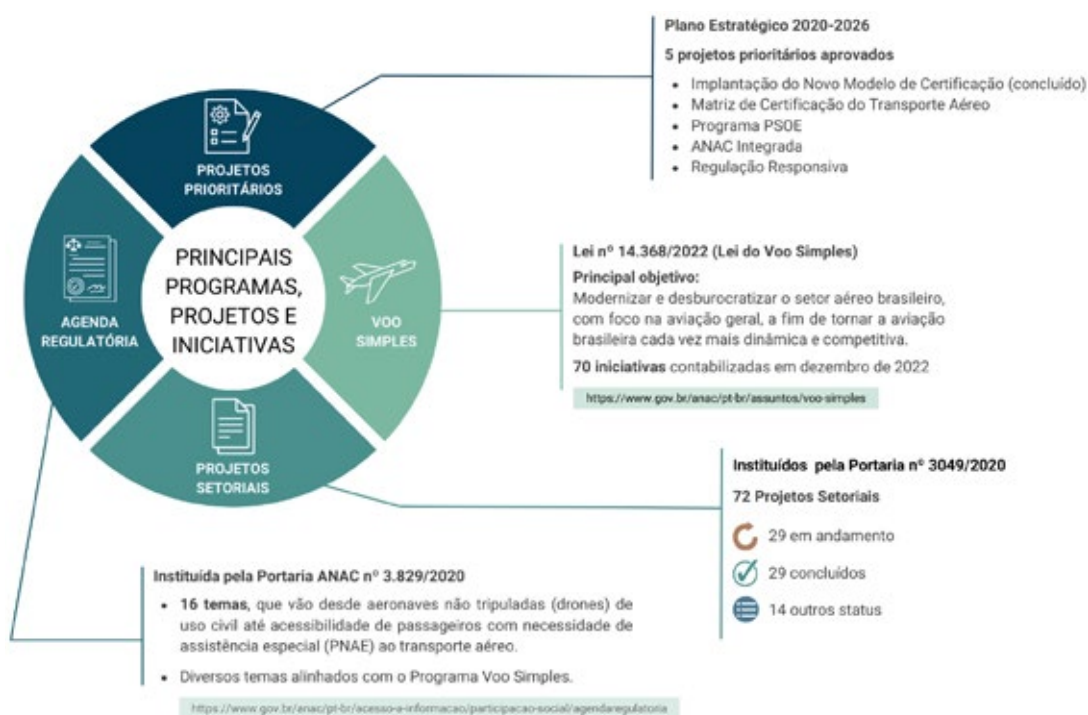 Plano Estratégico 2020-2026
5 projetos prioritários aprovados
• Implantação do Novo Modelo de Certificação (concluído)
• Matriz de Certificação do Transporte Aéreo
• Programa PSOE
• ANAC Integrada
• Regulação Responsiva
PROJETOS
PRIORITÁRIOS
PRINCIPAIS
PROGRAMAS,
PROJETOS E
INICIATIVAS
AGENDA
REGULATÓRIA
VOO
SIMPLES
PROJETOS
SETORIAIS
Lei nº 14.368/2022 (Lei do Voo Simples)
Principal objetivo:
Modernizar e desburocratizar o setor aéreo brasileiro,
com foco na aviação geral, a fim de tornar a aviação
brasileira cada vez mais dinâmica e competitiva.
70 iniciativas contabilizadas em dezembro de 2022
https://www.gov.br/anac/pt-br/assuntos/voo-simples
Instituídos pela Portaria nº 3049/2020
72 Projetos Setoriais
29 em andamento
29 concluídos
14 outros status
Instituída pela Portaria ANAC nº 3.829/2020
• 16 temas, que vão desde aeronaves não tripuladas (drones) de
uso civil até acessibilidade de passageiros com necessidade de
assistência especial (PNAE) ao transporte aéreo.
• Diversos temas alinhados com o Programa Voo Simples.
https://www.gov.br/anac/pt-br/acesso-a-informacao/participacao-social/agendaregulatoria